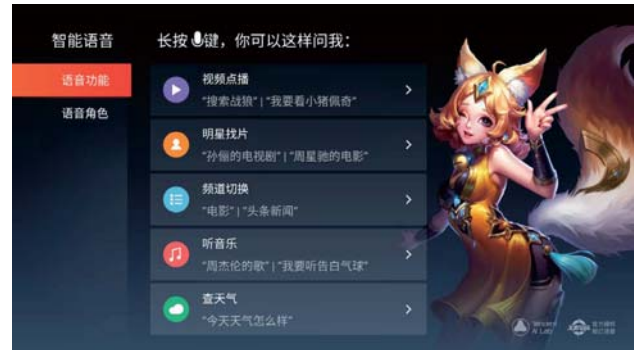 智能语音
长按键，你可以这样问我：
语音功能
语音角色
视频点播
“搜索战狼” | “我要看小猪佩奇”
明星找片
“孙俪的电视剧” | “周星驰的电影”
频道切换
“电影” | “头条新闻”
听音乐
“周杰伦的歌” | “我要听告白气球”
查天气
“今天天气怎么样”
Tencent
AI Lab